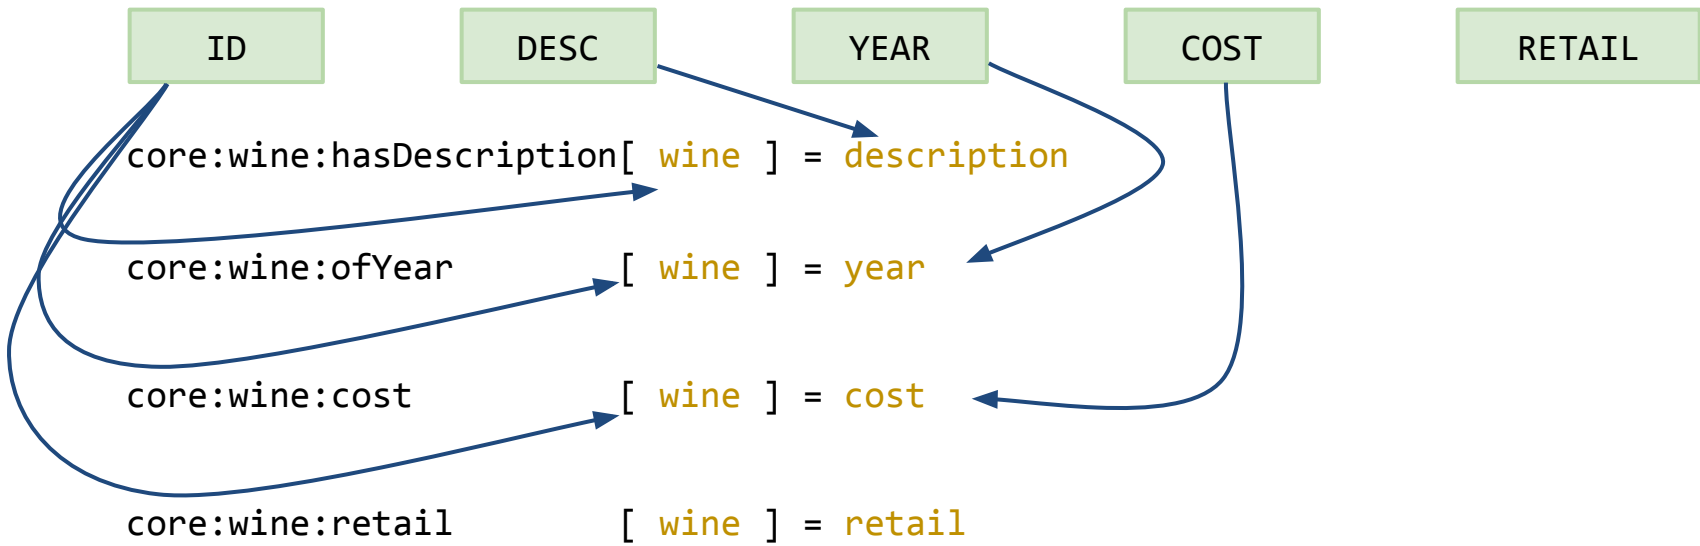 ID DESC YEAR COST RETAIL
core:wine:hasDescription[ wine ] = description
core:wine:ofYear [ wine ] = year
core:wine:cost [ wine ] = cost
core:wine:retail [ wine ] = retail